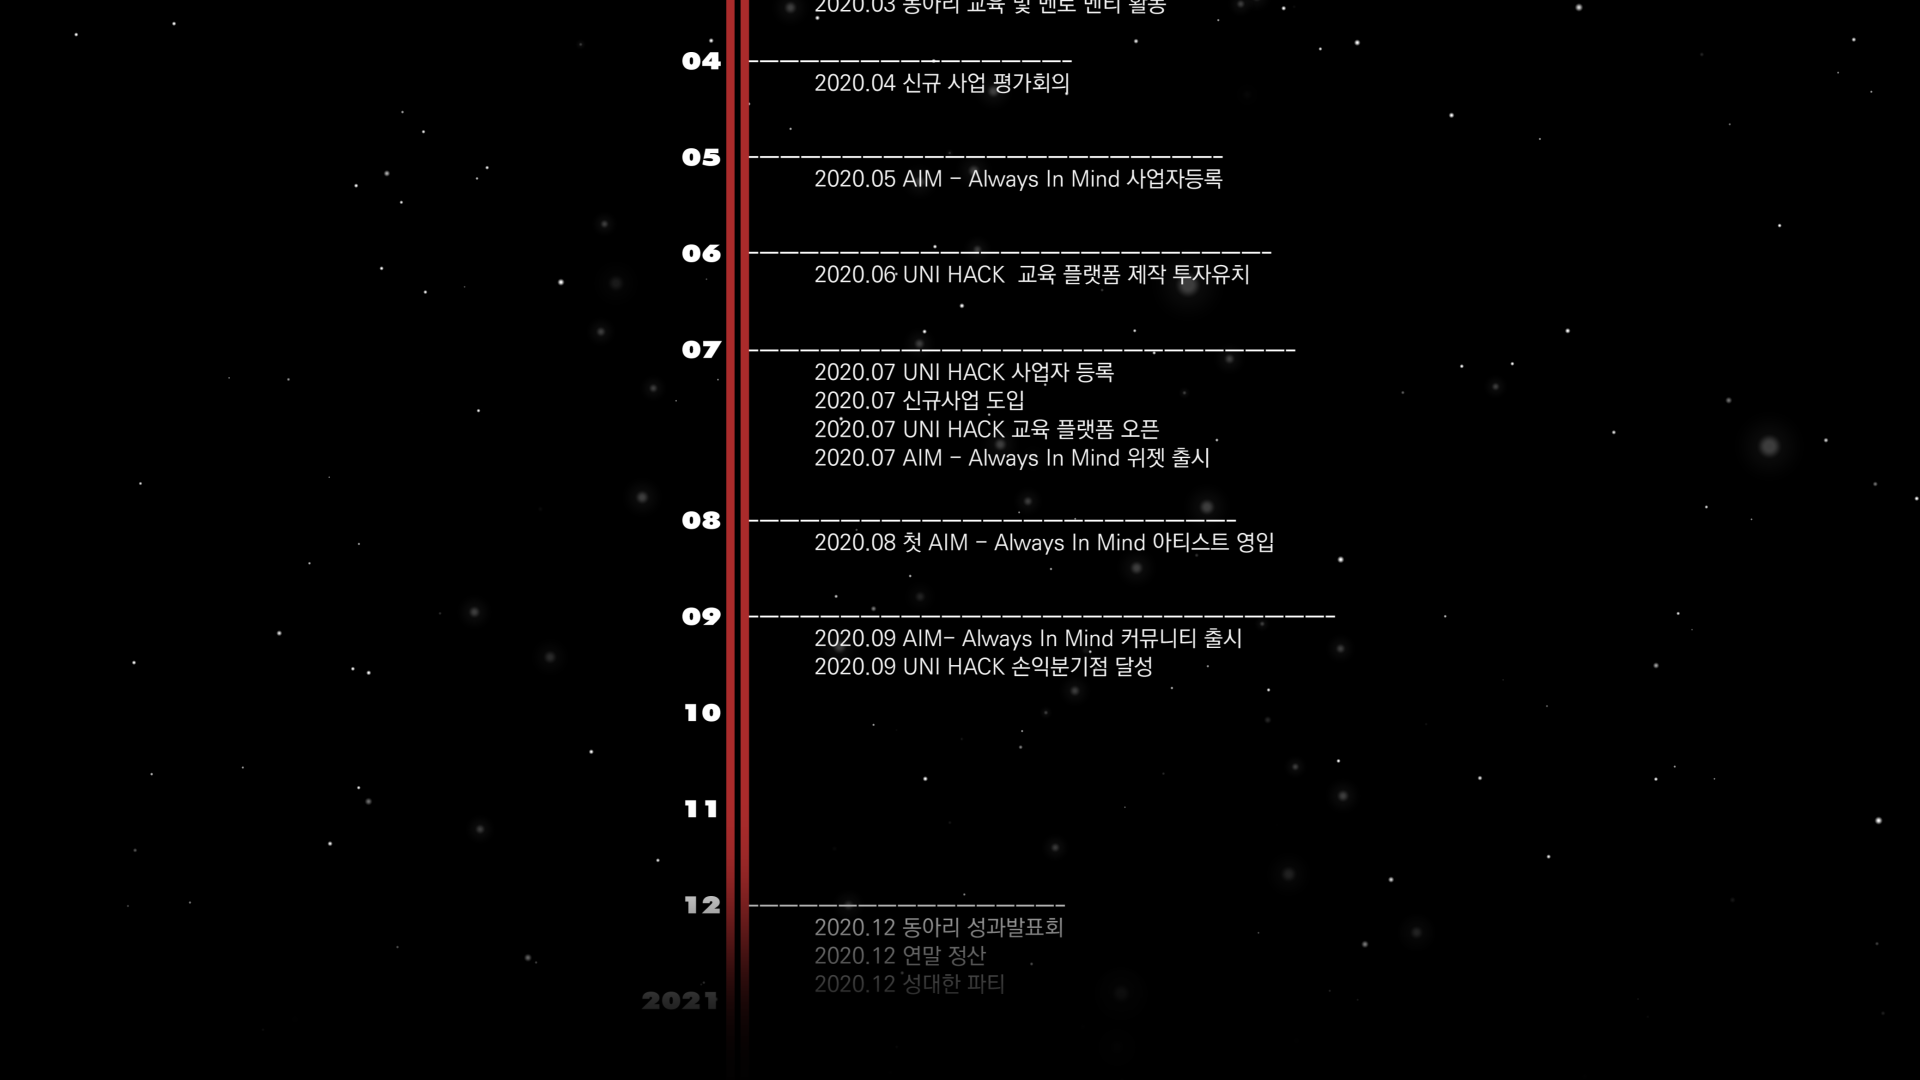 2020.03 동아리 교육 및 멘토 멘티 활동
04
2020.04 신규 사업 평가회의
05
2020.05 AIM - Always In Mind 사업자등록
06
2020.06 UNI HACK  교육 플랫폼 제작 투자유치
07
2020.07 UNI HACK 사업자 등록
2020.07 신규사업 도입
2020.07 UNI HACK 교육 플랫폼 오픈
2020.07 AIM - Always In Mind 위젯 출시
08
2020.08 첫 AIM - Always In Mind 아티스트 영입
09
2020.09 AIM- Always In Mind 커뮤니티 출시
2020.09 UNI HACK 손익분기점 달성
10
11
12
2020.12 동아리 성과발표회
2020.12 연말 정산
2020.12 성대한 파티
2021